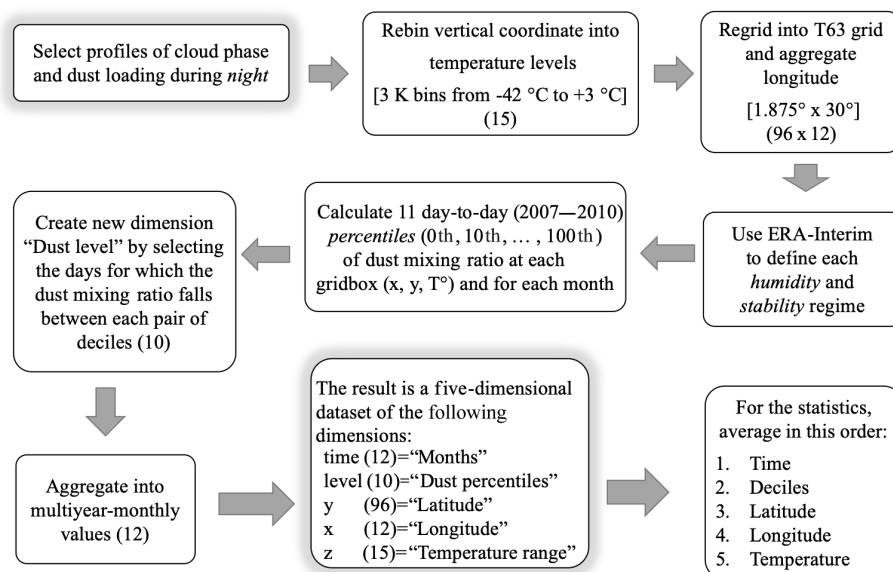 Select profiles of cloud phase
and dust loading during night
Rebin vertical coordinate into
temperature levels
[3 K bins from -42 °C to +3 °C]
(15)
Regrid into T63 grid
and aggregate
longitude
[1.875° x 30°]
(96 x 12)
Use ERA-Interim
to define each
humidity and
stability regime
Calculate 11 day-to-day (2007—2010)
percentiles (0th, 10th, … , 100th)
of dust mixing ratio at each
gridbox (x, y, T°) and for each month
Create new dimension
“Dust level” by selecting
the days for which the
dust mixing ratio falls
between each pair of
deciles (10)
Aggregate into
multiyear-monthly
values (12)
The result is a five-dimensional
dataset of the following
dimensions:
time (12)=“Months”
level (10)=“Dust percentiles”
y (96)=“Latitude”
x (12)=“Longitude”
z (15)=“Temperature range”
For the statistics,
average in this order:
1. Time
2. Deciles
3. Latitude
4. Longitude
5. Temperature